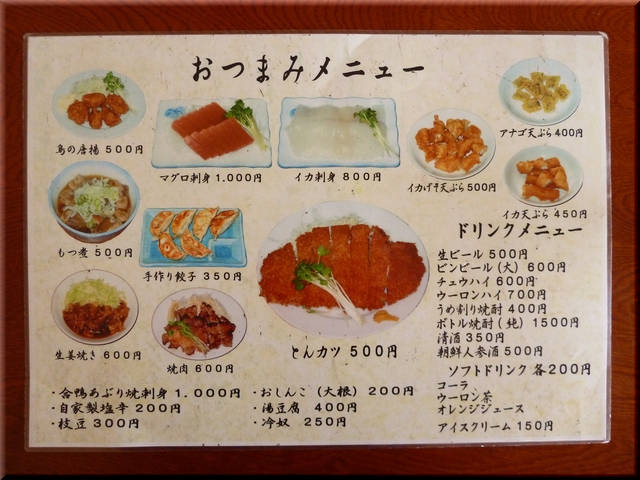 おつまみメニュー
鳥の唐揚 500円
マグロ刺身 1.000円
イカ刺身 800円
イカげそ天ぷら 500円
アナゴ天ぷら 400円
イカ天ぷら 450円
もつ煮 500円
手作り餃子 350円
生姜焼き 600円
焼肉 600円
とんカツ 500円
・合鴨あぶり焼刺身 1.000円
・自家製塩辛 200円
・枝豆 300円
・おしんこ (大根) 200円
・湯豆腐 400円
・冷奴 250円
ドリンクメニュー
生ビール 500円
ビンビール (大) 600円
チュウハイ 600円
ウーロンハイ 700円
うめ割り焼酎 400円
ボトル焼酎 (純) 1500円
清酒 350円
朝鮮人参酒 500円
ソフトドリンク 各200円
コーラ
ウーロン茶
オレンジジュース
アイスクリーム 150円